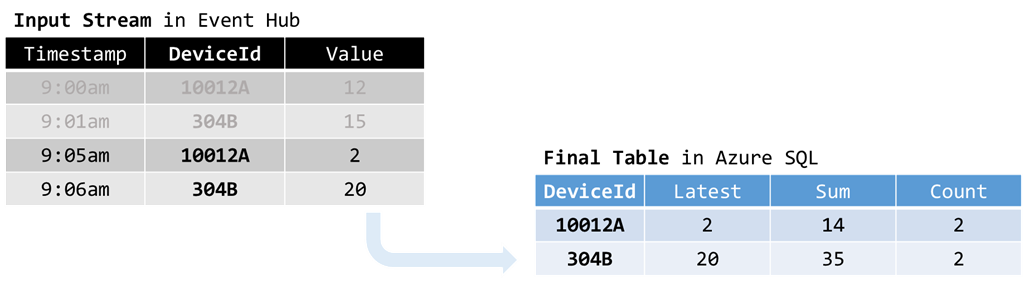 Input Stream in Event Hub
Timestamp DeviceId Value
9:00am 10012A 12
9:01am 304B 15
9:05am 10012A 2
9:06am 304B 20
Final Table in Azure SQL
DeviceId Latest Sum Count
10012A 2 14 2
304B 20 35 2